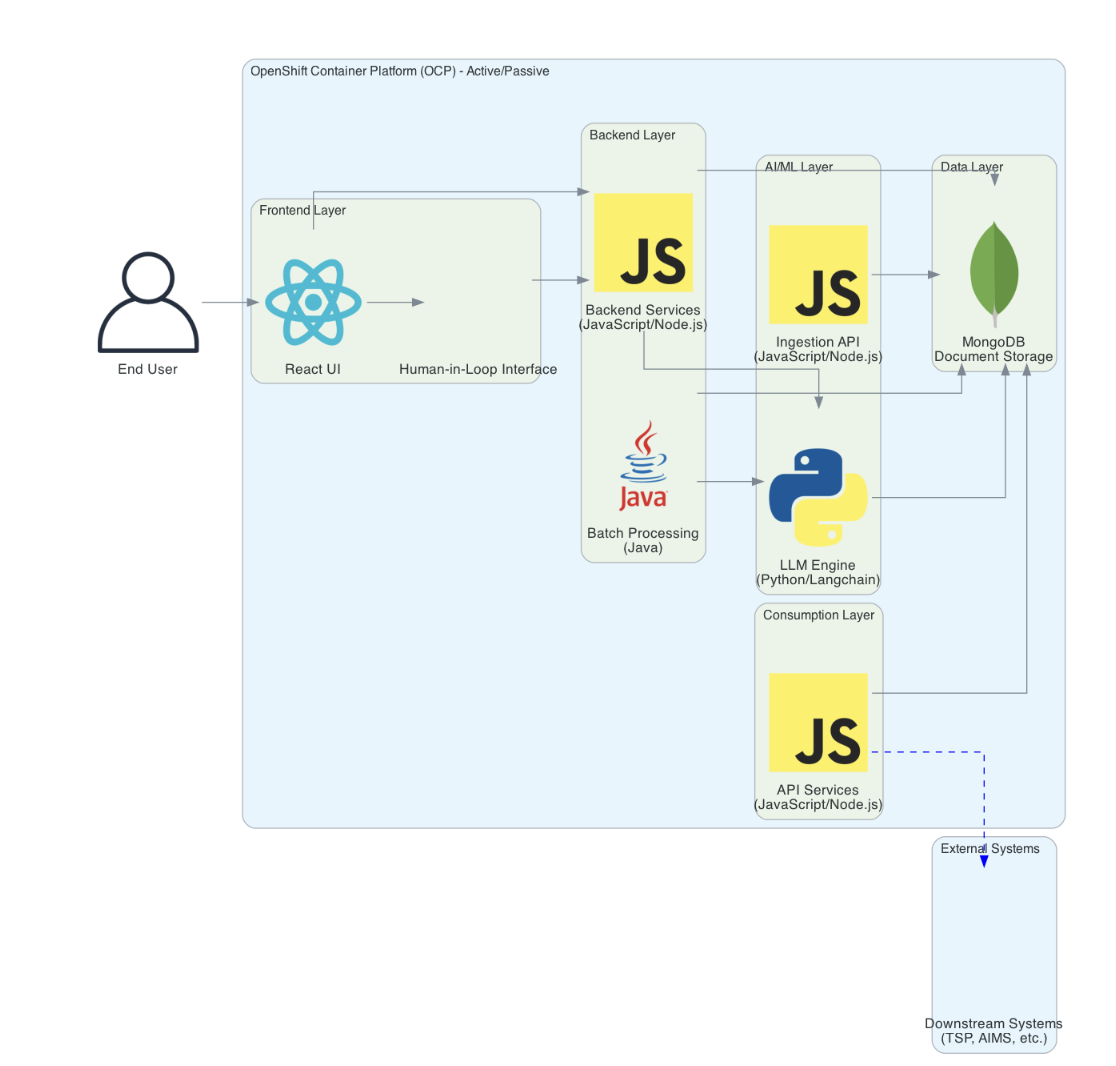 OpenShift Container Platform (OCP) - Active/Passive
Backend Layer
AI/ML Layer
Data Layer
Frontend Layer
JS
JS
Backend Services
(JavaScript/Node.js)
Ingestion API
(JavaScript/Node.js)
MongoDB
Document Storage
End User
React UI
Human-in-Loop Interface
Java
Batch Processing
(Java)
LLM Engine
(Python/Langchain)
Consumption Layer
JS
API Services
(JavaScript/Node.js)
External Systems
Downstream Systems
(TSP, AIMS, etc.)